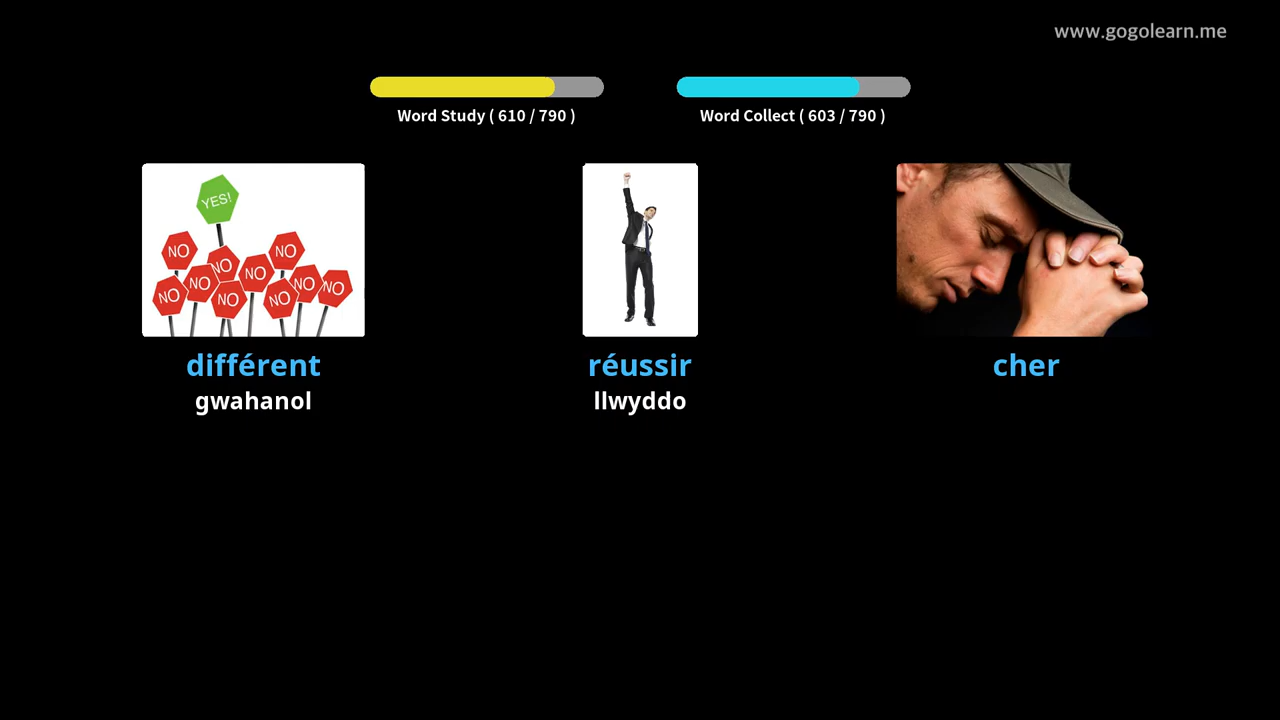 www.gogolearn.me
Word Study ( 610 / 790 )
Word Collect ( 603 / 790 )
YES!
NO
NO
NO
NO
NO
NO
NO
NO
NO
NO
différent
réussir
cher
gwahanol
llwyddo